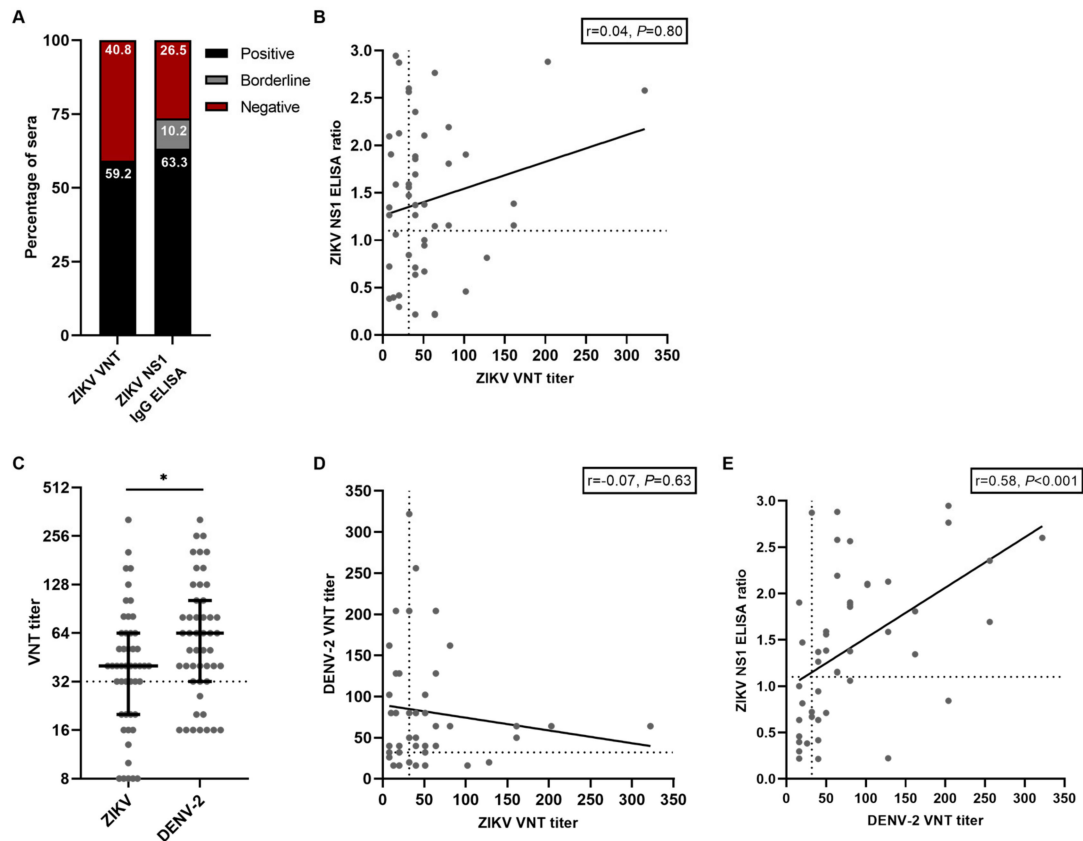 A
100
75
50
25
0
Percentage of sera
40.8
59.2
26.5
10.2
63.3
Positive
Borderline
Negative
ZIKV VNT
ZIKV NS1
IgG ELISA
B
r=0.04, P=0.80
3.0
2.5
2.0
1.5
1.0
0.5
0.0
ZIKV NS1 ELISA ratio
0 50 100 150 200 250 300 350
ZIKV VNT titer
C
*
512
256
128
64
32
16
8
VNT titer
ZIKV
DENV-2
D
r=-0.07, P=0.63
350
300
250
200
150
100
50
0
DENV-2 VNT titer
0 50 100 150 200 250 300 350
ZIKV VNT titer
E
r=0.58, P<0.001
3.0
2.5
2.0
1.5
1.0
0.5
0.0
ZIKV NS1 ELISA ratio
0 50 100 150 200 250 300 350
DENV-2 VNT titer